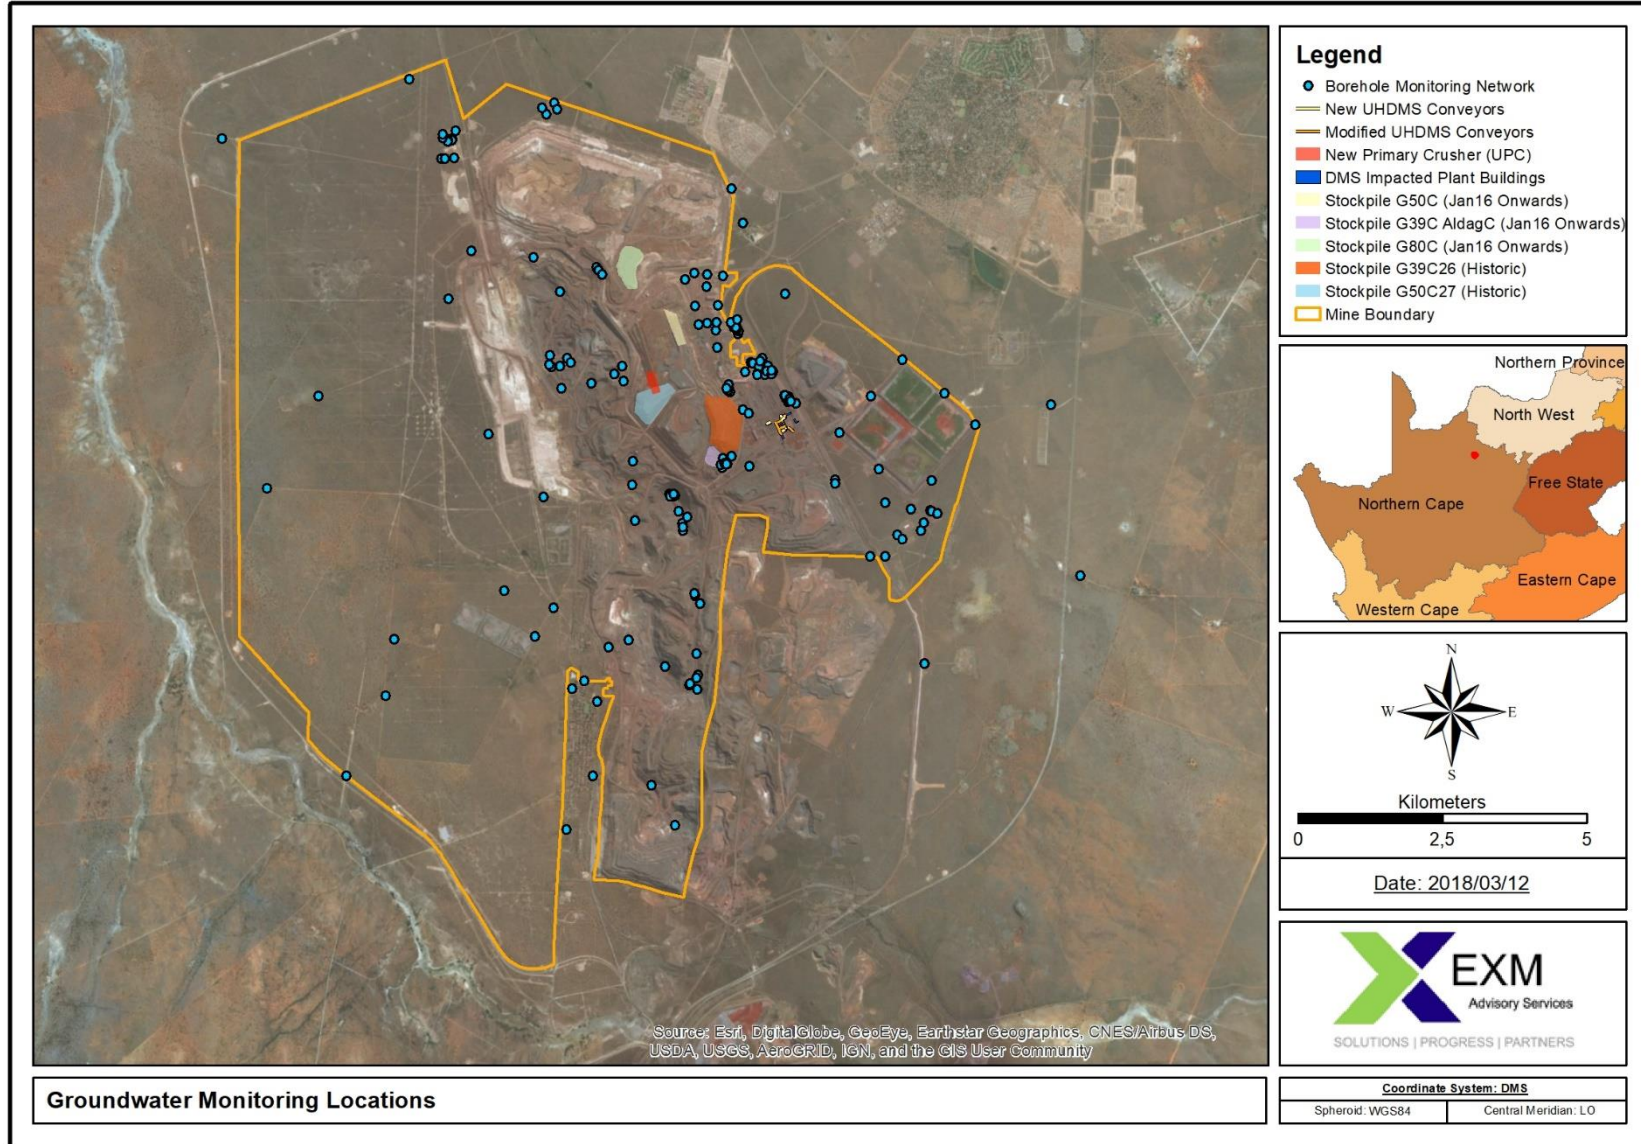 Legend
Borehole Monitoring Network
New UHDMS Conveyors
Modified UHDMS Conveyors
New Primary Crusher (UPC)
DMS Impacted Plant Buildings
Stockpile G50C (Jan16 Onwards)
Stockpile G39C AldagC (Jan16 Onwards)
Stockpile G80C (Jan16 Onwards)
Stockpile G39C26 (Historic)
Stockpile G50C27 (Historic)
Mine Boundary
Northern Province
North West
Free State
Northern Cape
Eastern Cape
Western Cape
N
W E
S
Kilometers
0 2,5 5
Date: 2018/03/12
EXM
Advisory Services
SOLUTIONS | PROGRESS | PARTNERS
Source: Esri, DigitalGlobe, GeoEye, Earthstar Geographics, CNES/Airbus DS,
USDA, USGS, AeroGRID, IGN, and the GIS User Community
Groundwater Monitoring Locations
Coordinate System: DMS
Spheroid: WGS84 Central Meridian: LO